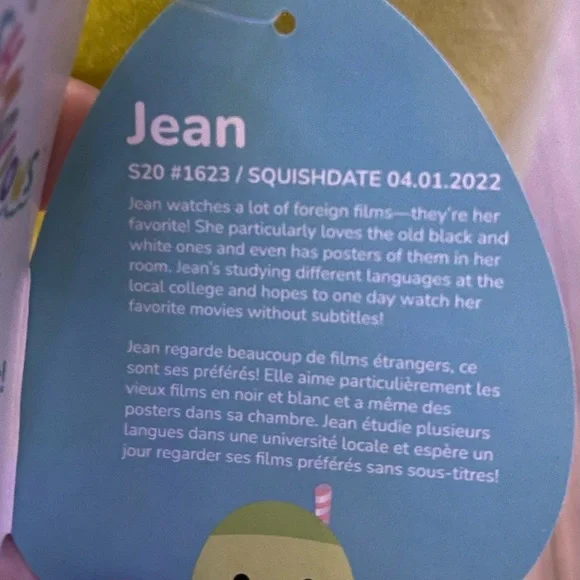 Jean
S20 #1623 / SQUISHDATE 04.01.2022
Jean watches a lot of foreign films—they're her
favorite! She particularly loves the old black and
white ones and even has posters of them in her
room. Jean's studying different languages at the
local college and hopes to one day watch her
favorite movies without subtitles!
Jean regarde beaucoup de films étrangers, ce
sont ses préférés! Elle aime particulièrement les
vieux films en noir et blanc et a même des
posters dans sa chambre. Jean étudie plusieurs
langues dans une université locale et espère un
jour regarder ses films préférés sans sous-titres!